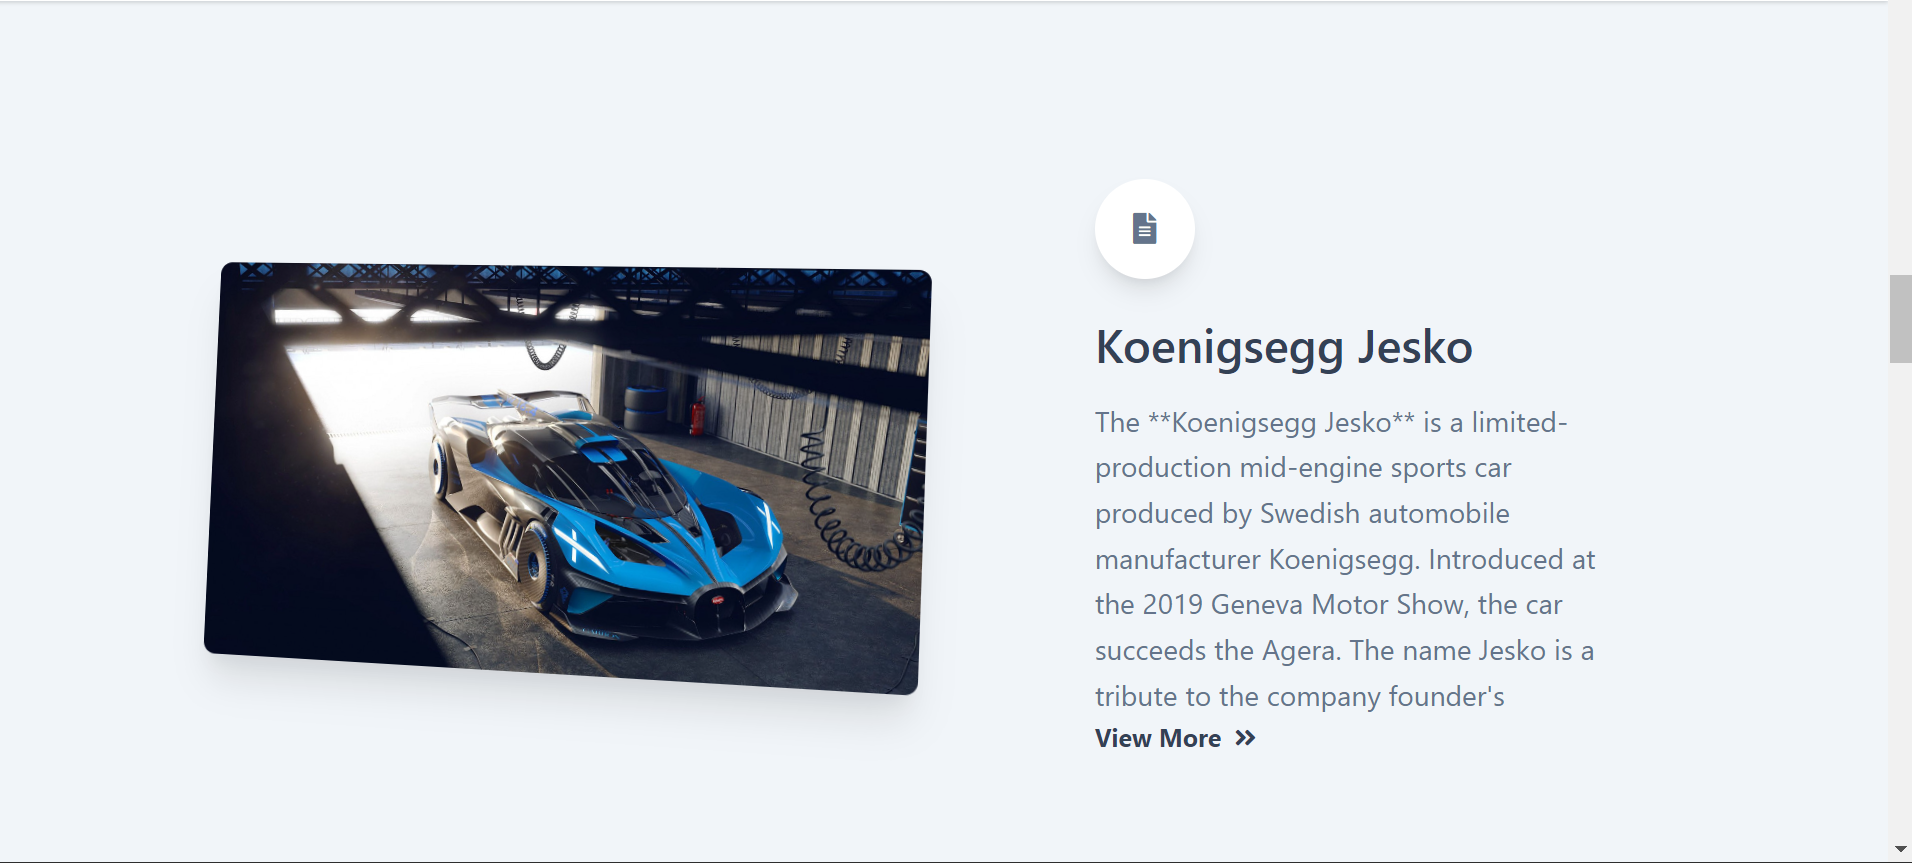 Koenigsegg Jesko
The **Koenigsegg Jesko** is a limited-
production mid-engine sports car
produced by Swedish automobile
manufacturer Koenigsegg. Introduced at
the 2019 Geneva Motor Show, the car
succeeds the Agera. The name Jesko is a
tribute to the company founder's
View More